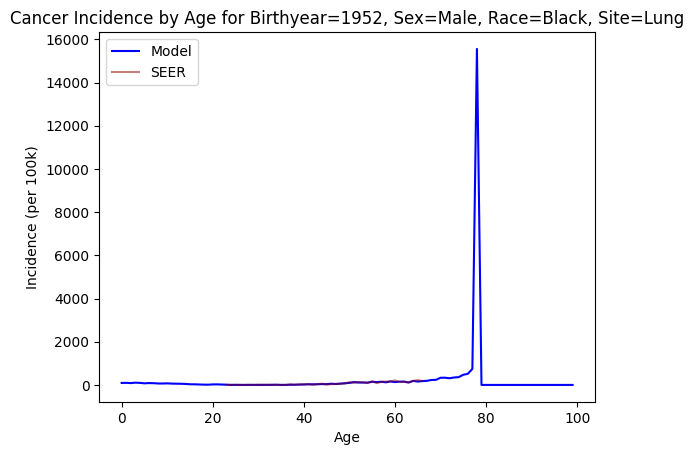 Cancer Incidence by Age for Birthyear=1952, Sex=Male, Race=Black, Site=Lung
16000
14000
12000
10000
8000
6000
4000
2000
0
Incidence (per 100k)
Model
SEER
0 20 40 60 80 100
Age